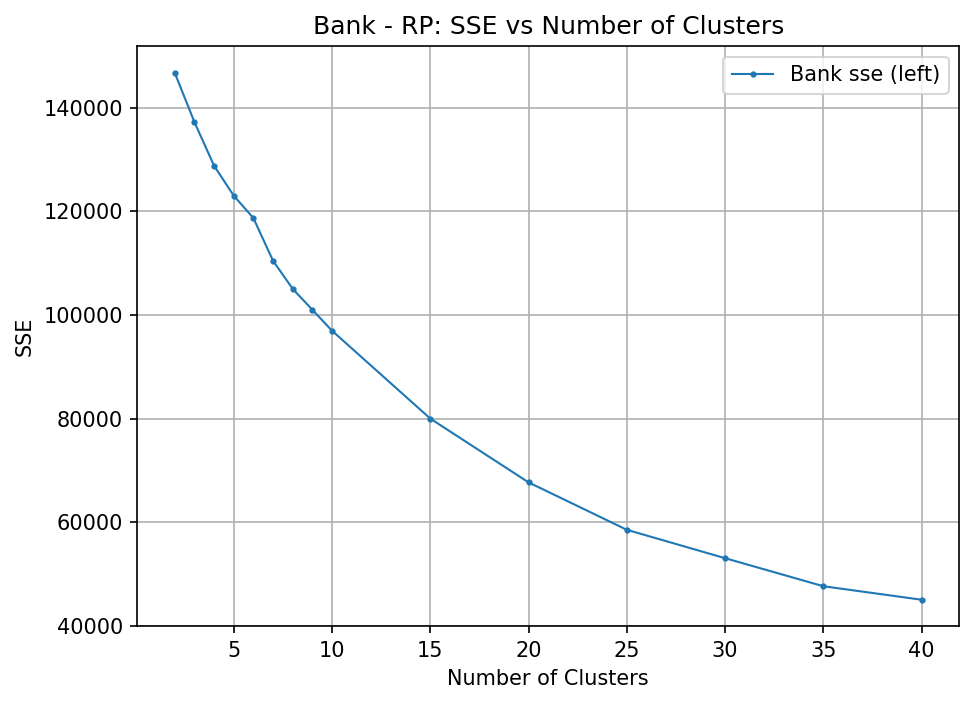 Bank - RP: SSE vs Number of Clusters
Bank sse (left)
SSE
140000
120000
100000
80000
60000
40000
5 10 15 20 25 30 35 40
Number of Clusters